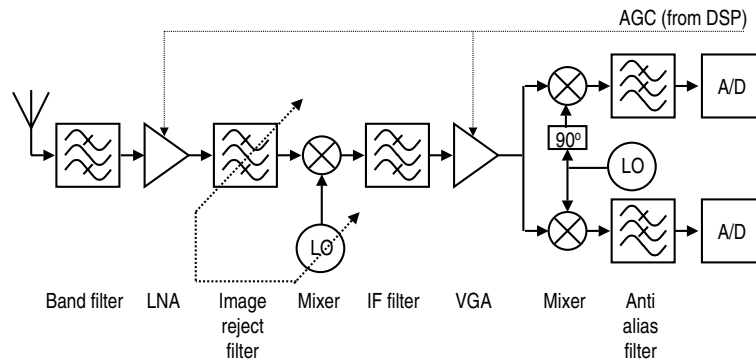 AGC (from DSP)
A/D
90º
LO
LO
A/D
Band filter
LNA
Image
reject
filter
Mixer
IF filter
VGA
Mixer
Anti
alias
filter